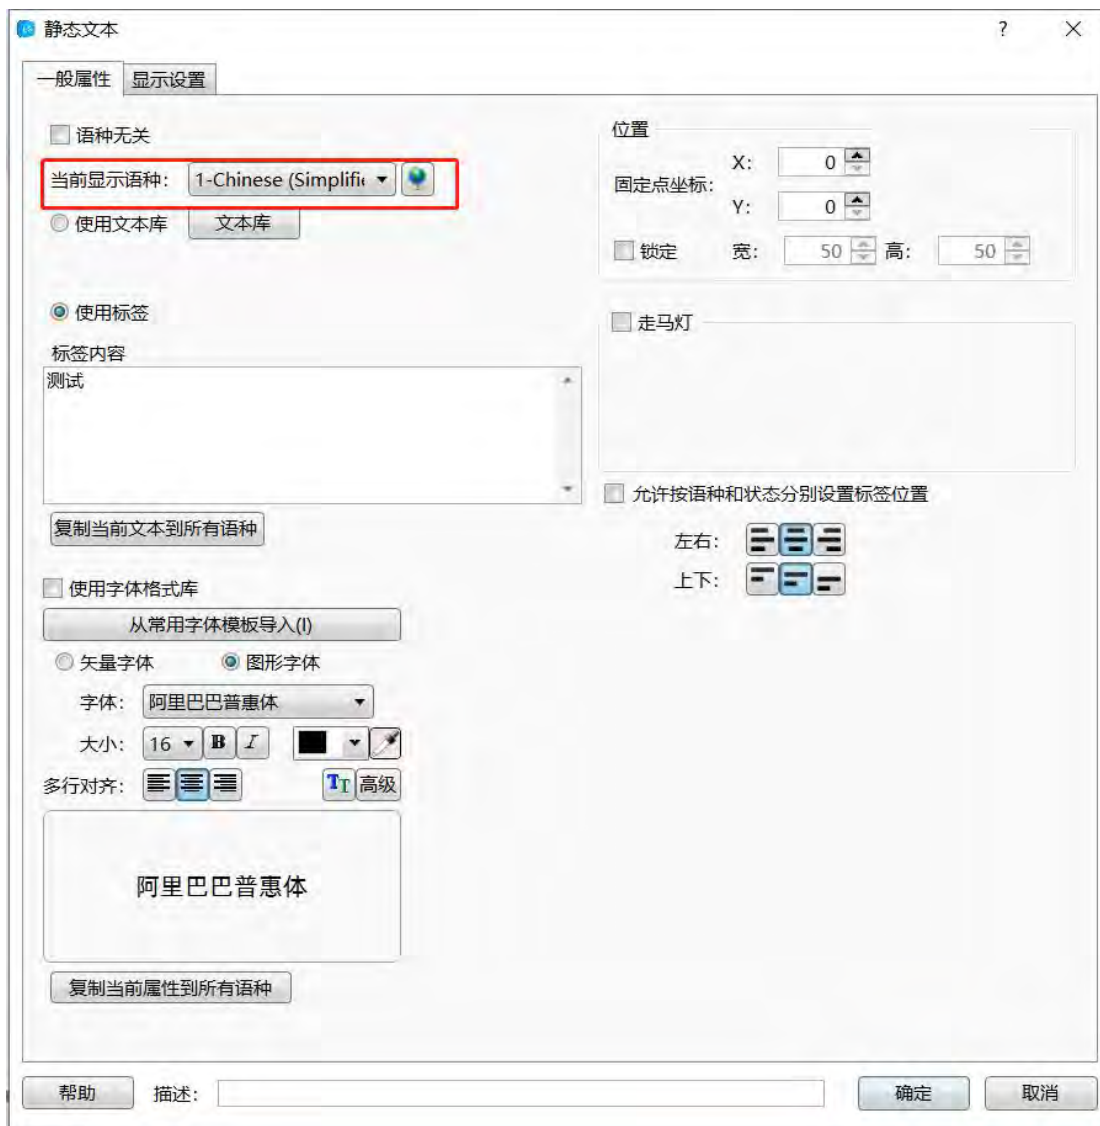 静态文本
?
一般属性 显示设置
语种无关
当前显示语种： 1-Chinese (Simplifi
使用文本库 文本库
使用标签
标签内容
测试
复制当前文本到所有语种
使用字体格式库
从常用字体模板导入(I)
矢量字体 图形字体
字体： 阿里巴巴普惠体
大小： 16 B I
多行对齐： TT 高级
阿里巴巴普惠体
复制当前属性到所有语种
位置
固定点坐标：
X： 0
Y： 0
锁定 宽： 50 高： 50
走马灯
允许按语种和状态分别设置标签位置
左右：
上下：
帮助 描述： 确定 取消